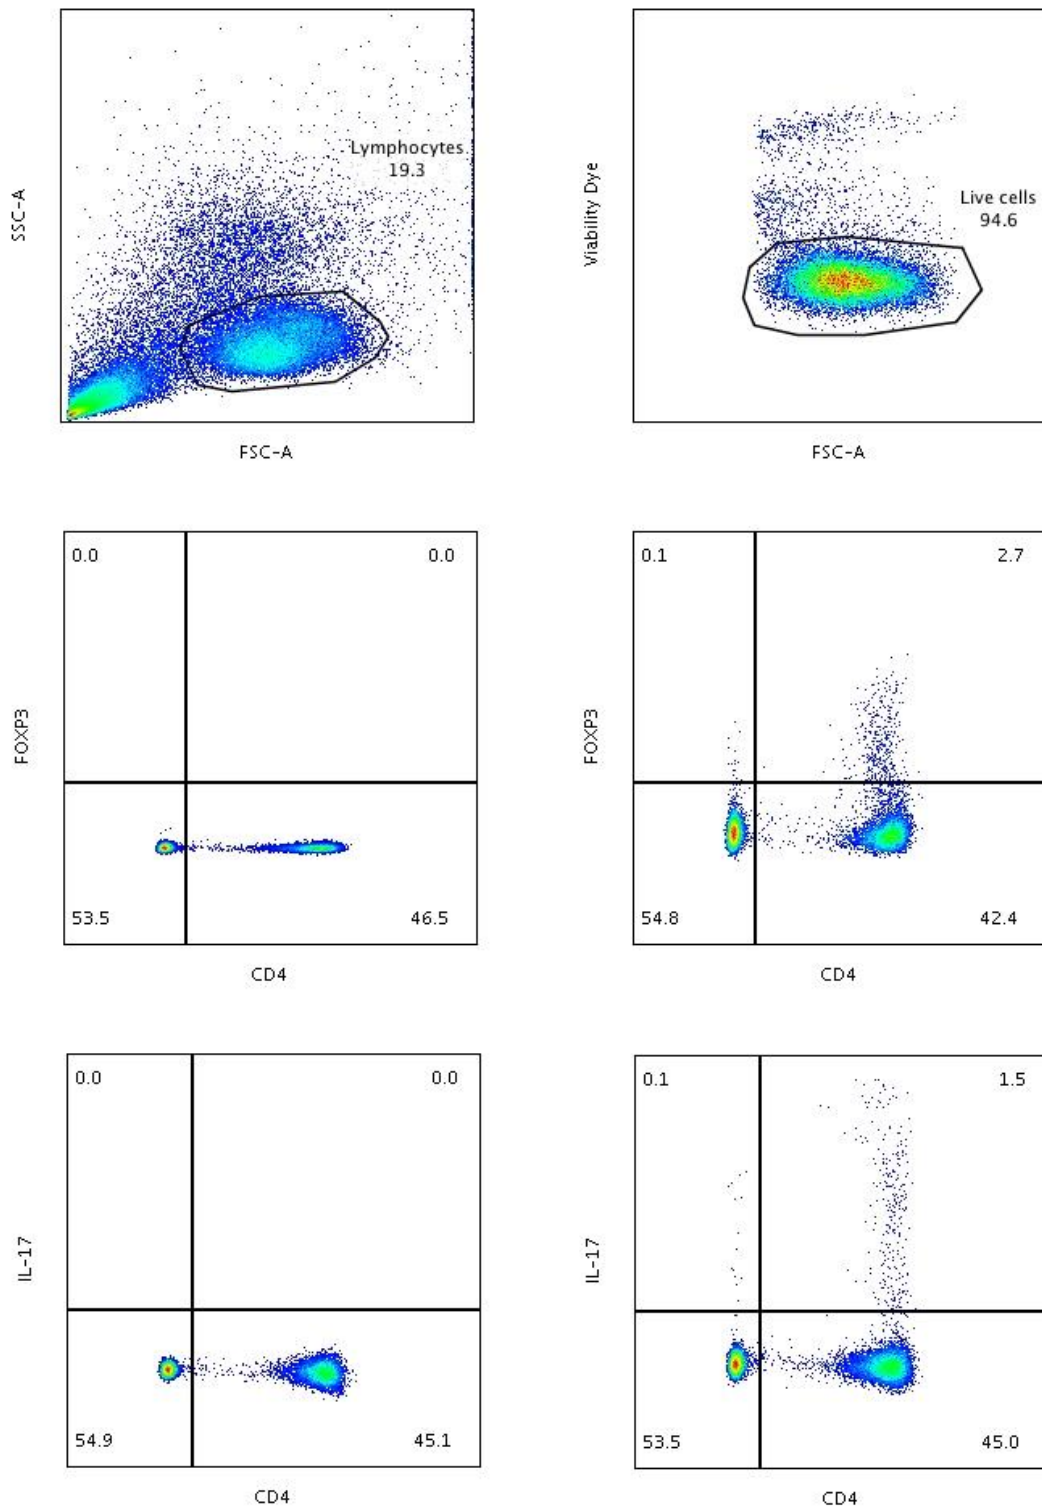 SSC-A
Lymphocytes
19.3
FSC-A
Viability Dye
Live cells
94.6
FSC-A
FOXP3
0.0
0.0
53.5
46.5
CD4
FOXP3
0.1
2.7
54.8
42.4
CD4
IL-17
0.0
0.0
54.9
45.1
CD4
IL-17
0.1
1.5
53.5
45.0
CD4